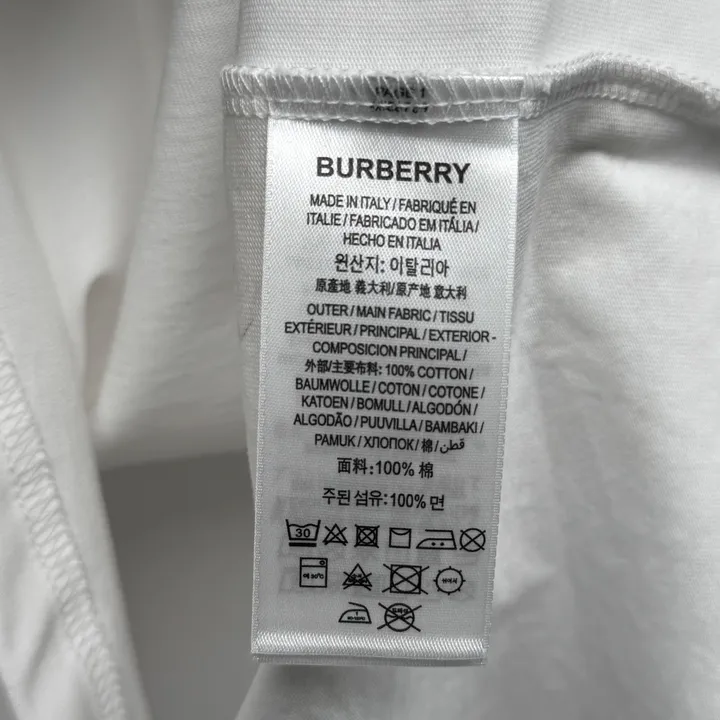 PAGE 1
BURBERRY
MADE IN ITALY / FABRIQUÉ EN
ITALIE / FABRICADO EM ITÁLIA /
HECHO EN ITALIA
원산지: 이탈리아
原產地 義大利/原产地 意大利
OUTER / MAIN FABRIC / TISSU
EXTÉRIEUR / PRINCIPAL / EXTERIOR -
COMPOSICIÓN PRINCIPAL /
外部/主要布料: 100% COTTON /
BAUMWOLLE / COTON / COTONE /
KATOEN / BOMULL / ALGODÓN /
ALGODÃO / PUUVILLA / BAMBAKI /
PAMUK / ХЛОПОК / 棉 / قطن
面料:100% 棉
주된 섬유:100% 면
30